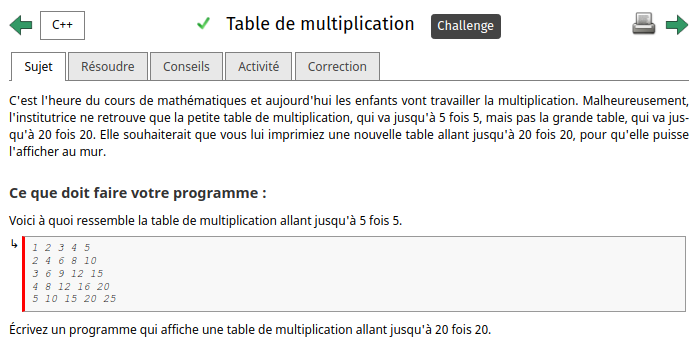 C++
Table de multiplication
Challenge
Sujet
Résoudre
Conseils
Activité
Correction
C'est l'heure du cours de mathématiques et aujourd'hui les enfants vont travailler la multiplication. Malheureusement,
l'institutrice ne retrouve que la petite table de multiplication, qui va jusqu'à 5 fois 5, mais pas la grande table, qui va jus-
qu'à 20 fois 20. Elle souhaiterait que vous lui imprimiez une nouvelle table allant jusqu'à 20 fois 20, pour qu'elle puisse
l'afficher au mur.
Ce que doit faire votre programme :
Voici à quoi ressemble la table de multiplication allant jusqu'à 5 fois 5.
1 2 3 4 5
2 4 6 8 10
3 6 9 12 15
4 8 12 16 20
5 10 15 20 25
Écrivez un programme qui affiche une table de multiplication allant jusqu'à 20 fois 20.